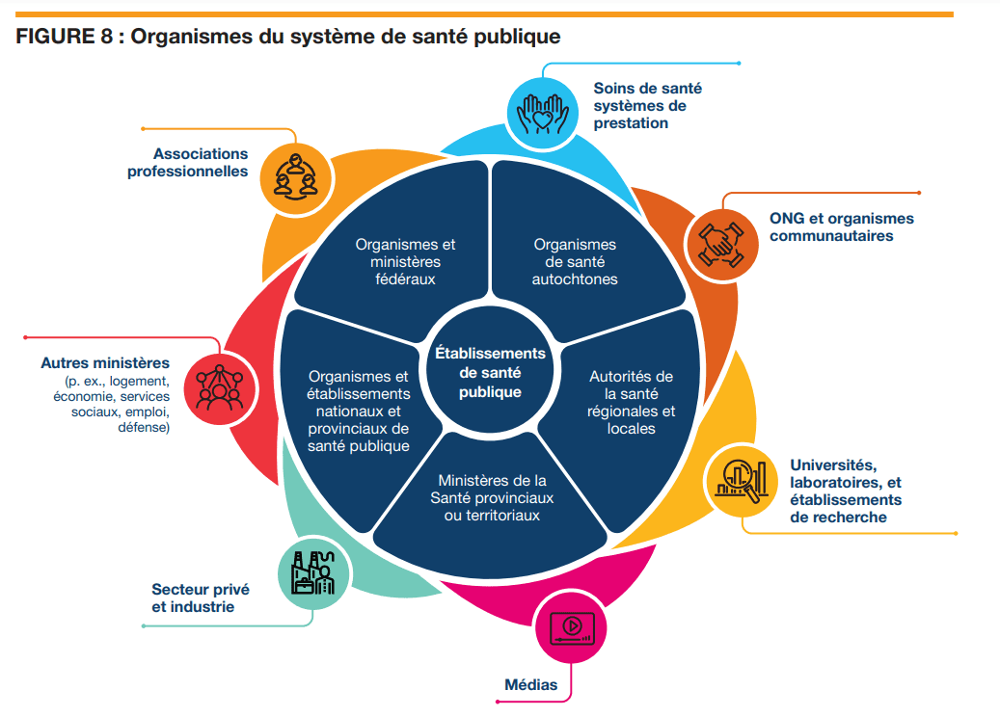 FIGURE 8 : Organismes du système de santé publique
Soins de santé
systèmes de
prestation
Associations
professionnelles
ONG et organismes
communautaires
Organismes et
ministères
fédéraux
Organismes
de santé
autochtones
Établissements
de santé
publique
Autres ministères
(p. ex., logement,
économie, services
sociaux, emploi,
défense)
Organismes et
établissements
nationaux et
provinciaux de
santé publique
Autorités de
la santé
régionales et
locales
Ministères de la
Santé provinciaux
ou territoriaux
Universités,
laboratoires, et
établissements
de recherche
Secteur privé
et industrie
Médias